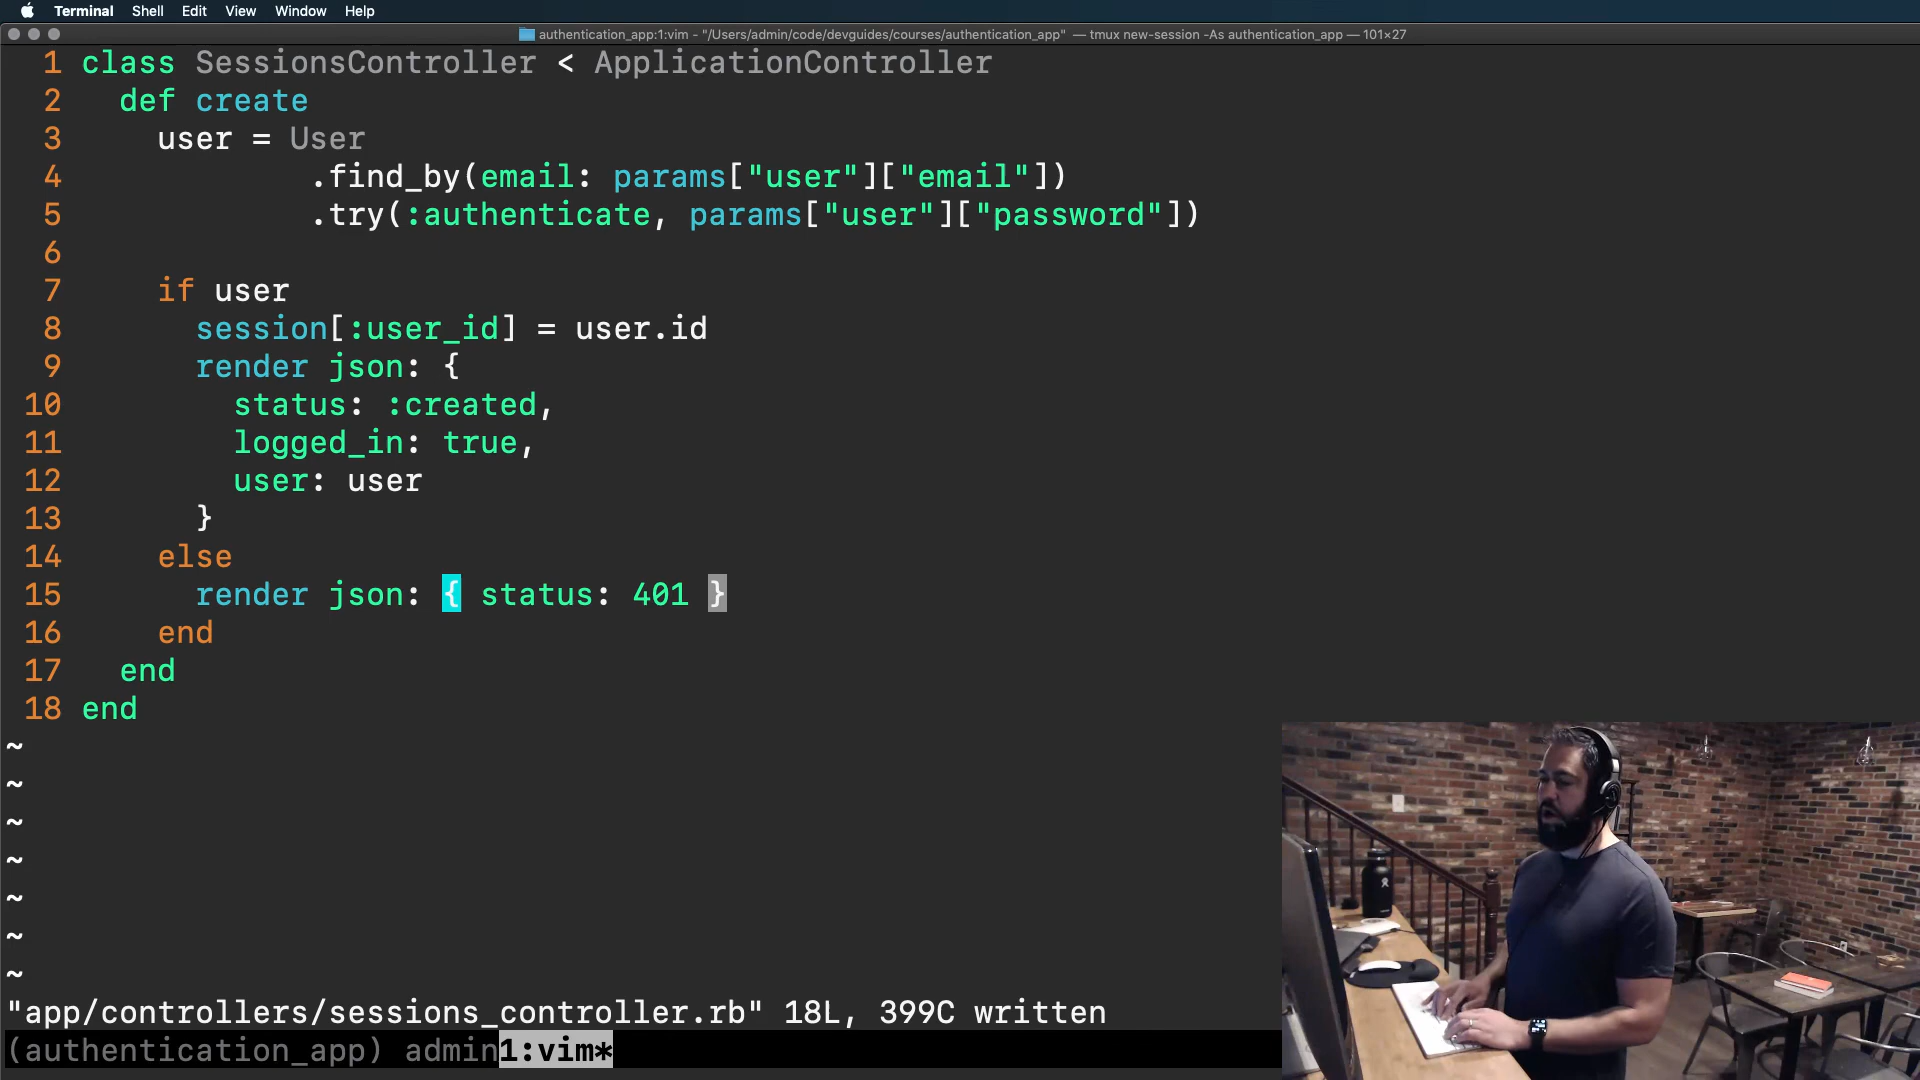 Terminal Shell Edit View Window Help
authentication_app:1:vim - "/Users/admin/code/devguides/courses/authentication_app" — tmux new-session -As authentication_app — 101×27
1 class SessionsController < ApplicationController
2   def create
3     user = User
4             .find_by(email: params["user"]["email"])
5             .try(:authenticate, params["user"]["password"])
6
7     if user
8       session[:user_id] = user.id
9       render json: {
10         status: :created,
11         logged_in: true,
12         user: user
13       }
14     else
15       render json: { status: 401 }
16     end
17   end
18 end
~
~
~
~
~
~
~
"app/controllers/sessions_controller.rb" 18L, 399C written
(authentication_app) admin1:vim*